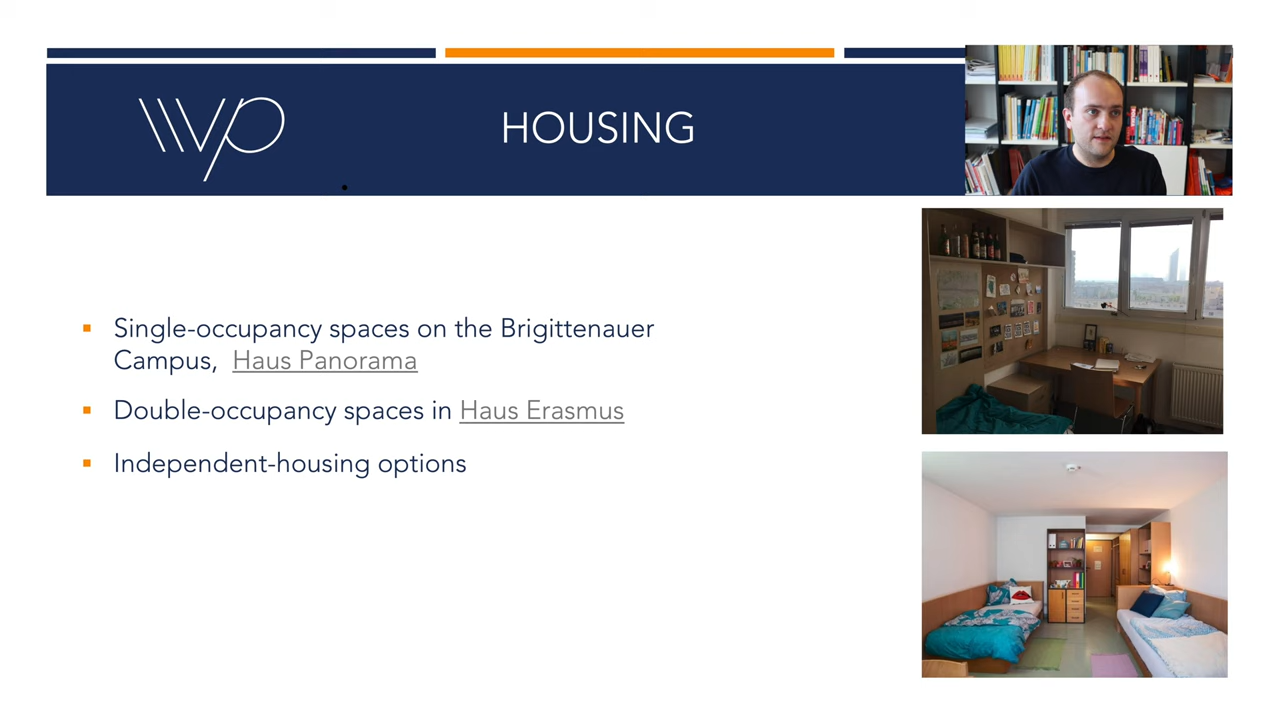 WP
HOUSING
Single-occupancy spaces on the Brigittenauer
Campus, Haus Panorama
Double-occupancy spaces in Haus Erasmus
Independent-housing options